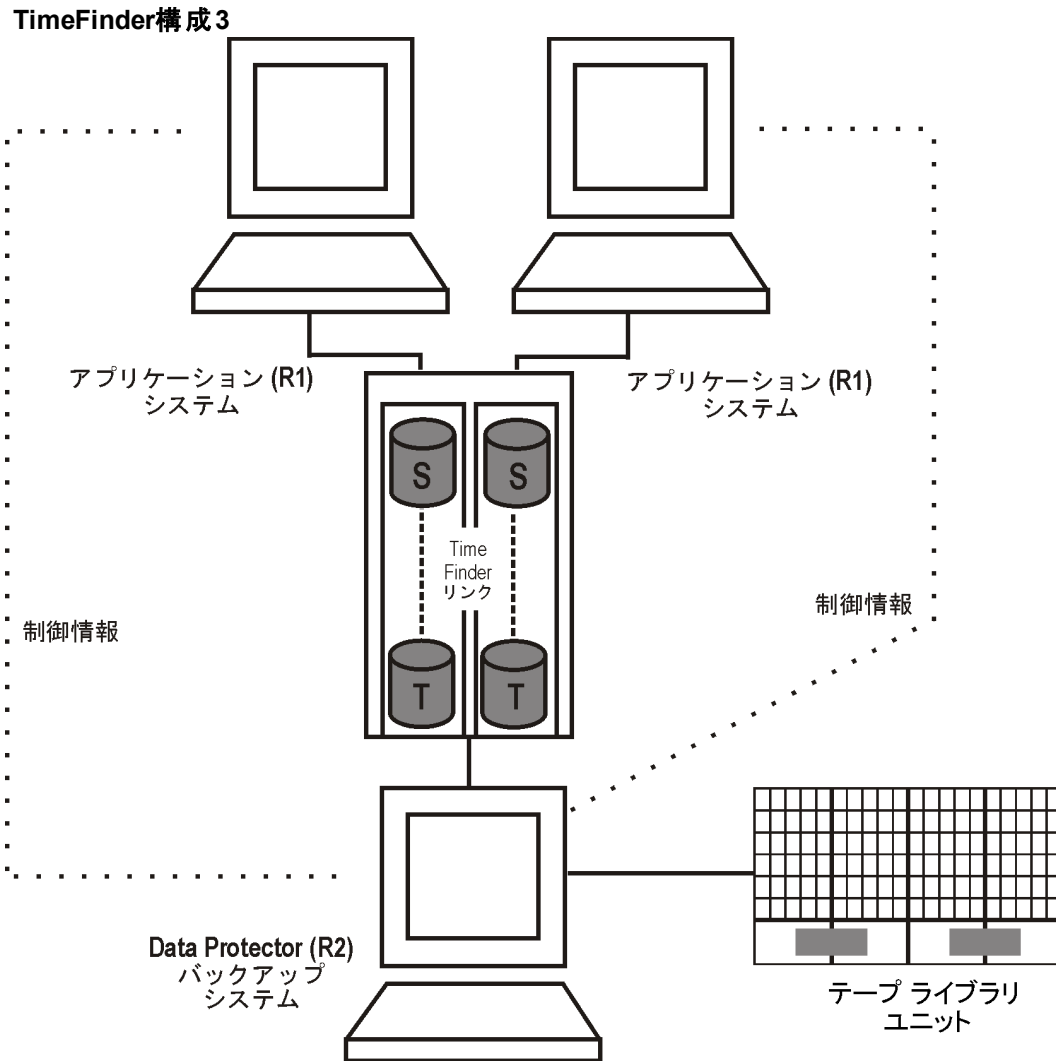 TimeFinder構成3
アプリケーション (R1)
システム
アプリケーション (R1)
システム
S
S
Time
Finder
リンク
制御情報
制御情報
T
T
Data Protector (R2)
バックアップ
システム
テープ ライブラリ
ユニット